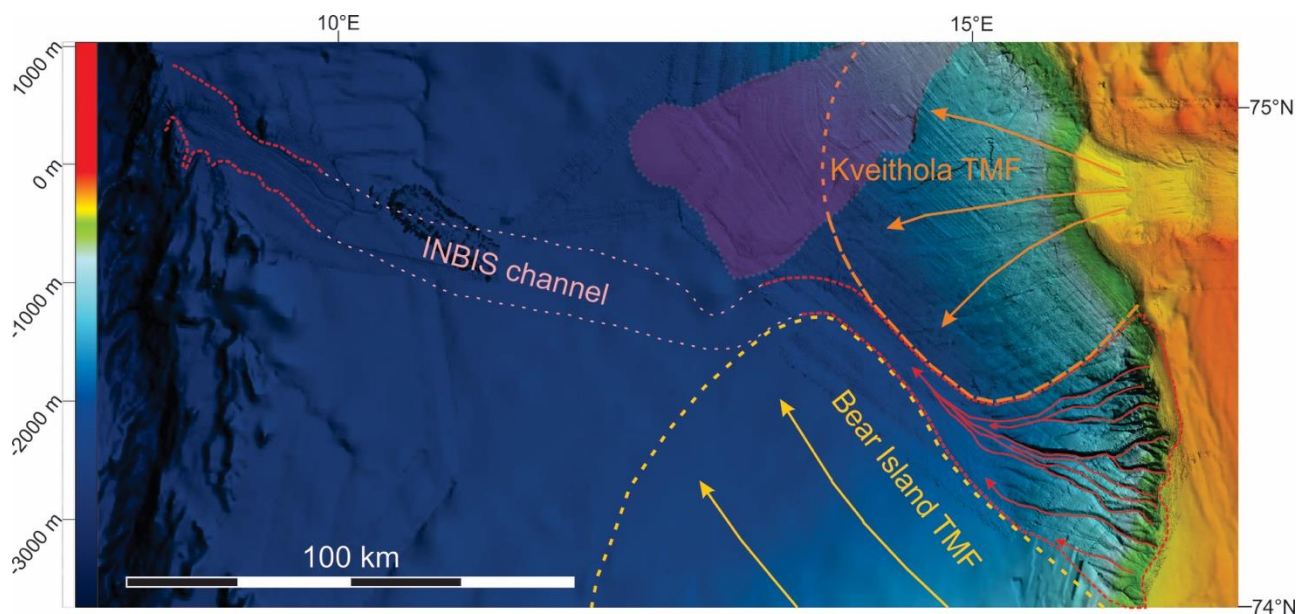 10°E
15°E
1000 m
0 m
-1000 m
-2000 m
-3000 m
75°N
Kveithola TMF
INBIS channel
Bear Island TMF
100 km
74°N